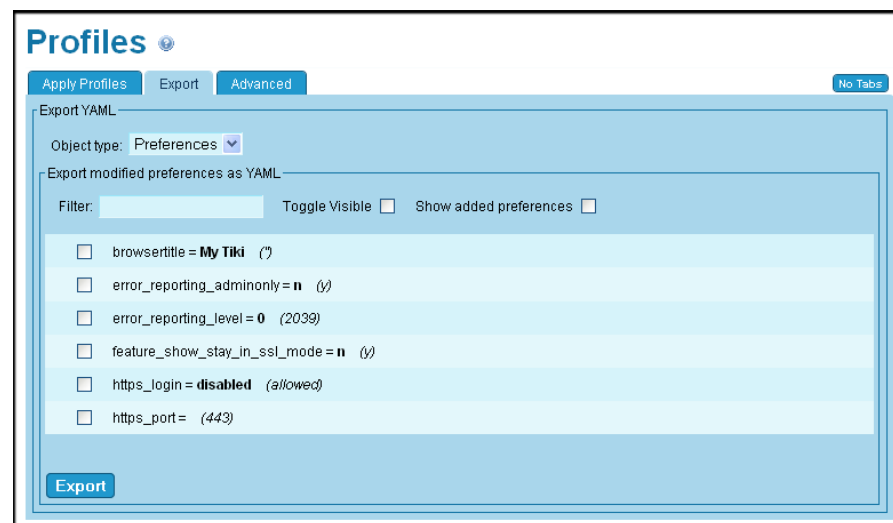 Profiles
Apply Profiles Export Advanced No Tabs
Export YAML
Object type: Preferences
Export modified preferences as YAML
Filter: Toggle Visible Show added preferences
browsertitle = My Tiki ('')
error_reporting_adminonly = n (y)
error_reporting_level = 0 (2039)
feature_show_stay_in_ssl_mode = n (y)
https_login = disabled (allowed)
https_port = (443)
Export